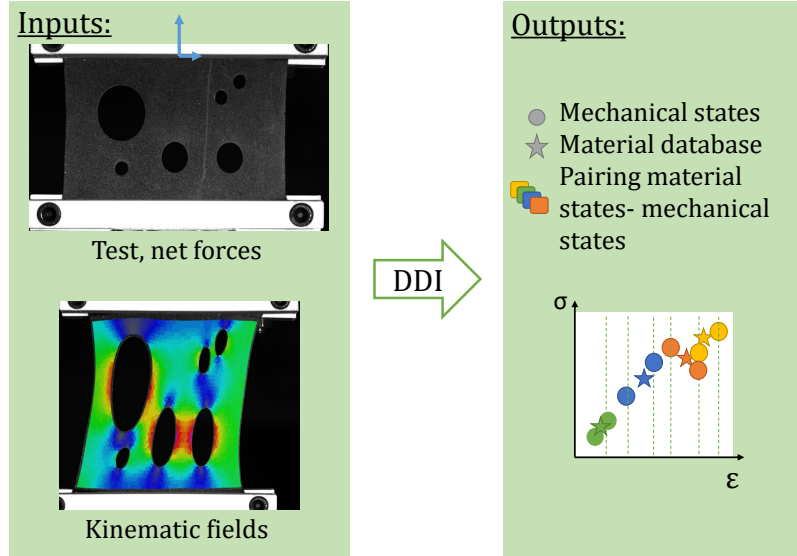 Inputs:
Test, net forces
Kinematic fields
DDI
Outputs:
Mechanical states
Material database
Pairing material
states- mechanical
states
σ
ε